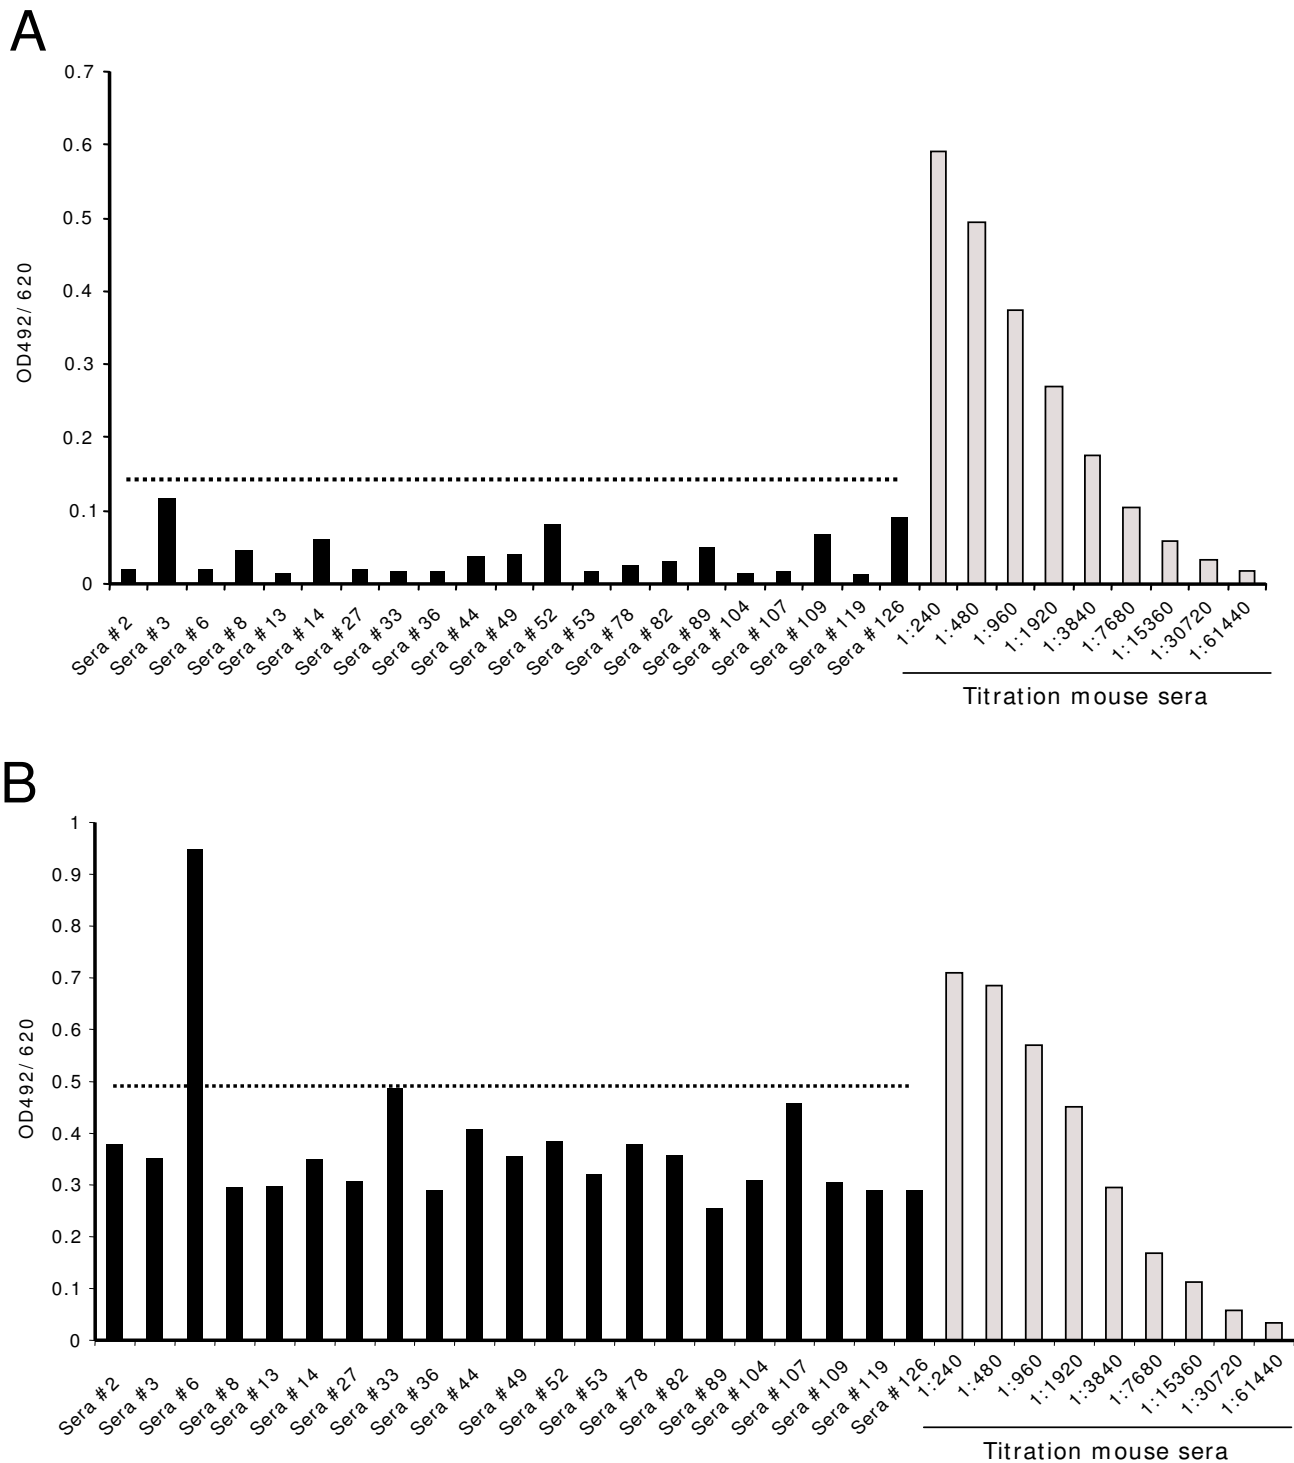 A
0.7
0.6
0.5
0.4
0.3
0.2
0.1
0
OD492/620
Sera #2
Sera #3
Sera #6
Sera #8
Sera #13
Sera #14
Sera #27
Sera #33
Sera #36
Sera #44
Sera #49
Sera #52
Sera #53
Sera #78
Sera #82
Sera #89
Sera #104
Sera #107
Sera #109
Sera #119
Sera #126
1:240
1:480
1:960
1:1920
1:3840
1:7680
1:15360
1:30720
1:61440
Titration mouse sera
B
1
0.9
0.8
0.7
0.6
0.5
0.4
0.3
0.2
0.1
0
OD492/620
Sera #2
Sera #3
Sera #6
Sera #8
Sera #13
Sera #14
Sera #27
Sera #33
Sera #36
Sera #44
Sera #49
Sera #52
Sera #53
Sera #78
Sera #82
Sera #89
Sera #104
Sera #107
Sera #109
Sera #119
Sera #126
1:240
1:480
1:960
1:1920
1:3840
1:7680
1:15360
1:30720
1:61440
Titration mouse sera